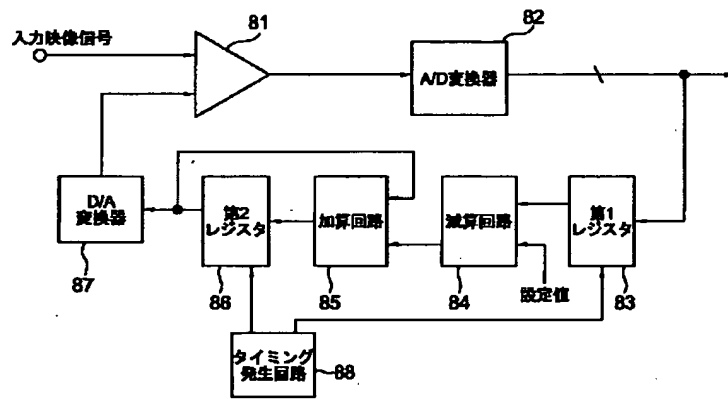 81
入力映像信号
82
A/D変換器
D/A
変換器
87
第2
レジスタ
86
加算回路
85
減算回路
84
設定値
第1
レジスタ
83
タイミング
発生回路
88